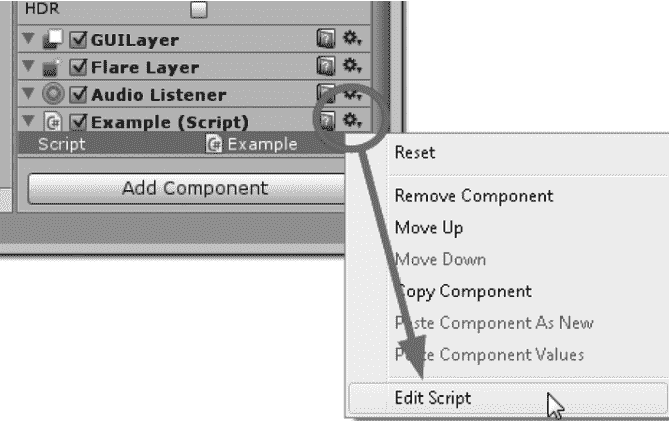 HDR
GUILayer
Flare Layer
Audio Listener
Example (Script)
Script Example
Add Component
Reset
Remove Component
Move Up
Move Down
Copy Component
Paste Component As New
Paste Component Values
Edit Script